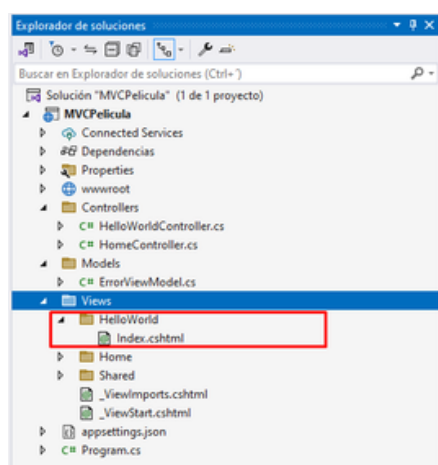 Explorador de soluciones
Buscar en Explorador de soluciones (Ctrl+¨)
Solución "MVCPelicula" (1 de 1 proyecto)
MVCPelicula
Connected Services
Dependencias
Properties
wwwroot
Controllers
C# HelloWorldController.cs
C# HomeController.cs
Models
C# ErrorViewModel.cs
Views
HelloWorld
Index.cshtml
Home
Shared
_ViewImports.cshtml
_ViewStart.cshtml
appsettings.json
C# Program.cs